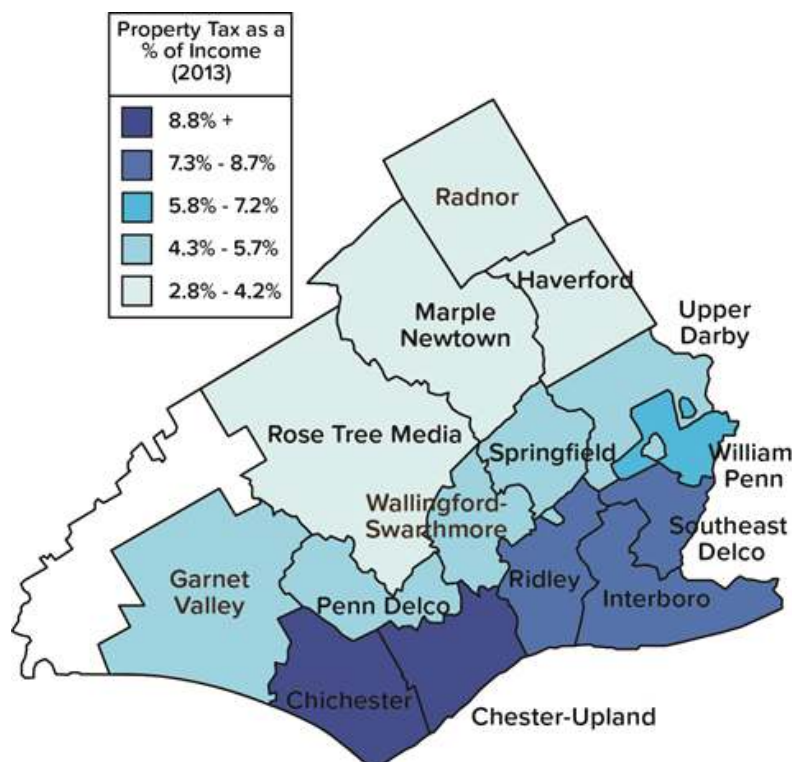 Property Tax as a
% of Income
(2013)
8.8% +
7.3% - 8.7%
5.8% - 7.2%
4.3% - 5.7%
2.8% - 4.2%
Radnor
Haverford
Marple
Newtown
Upper
Darby
Rose Tree Media
Springfield
William
Penn
Wallingford-
Swarthmore
Southeast
Delco
Garnet
Valley
Penn Delco
Ridley
Interboro
Chichester
Chester-Upland